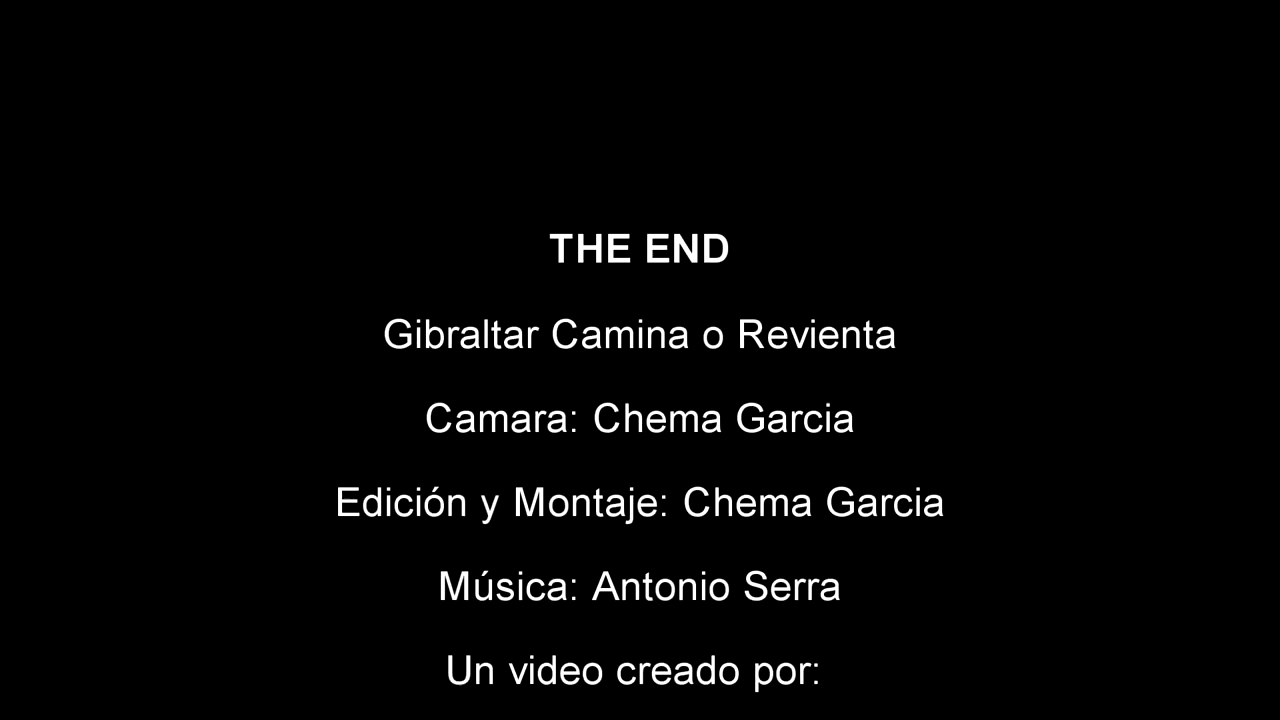 THE END
Gibraltar Camina o Revienta
Camara: Chema Garcia
Edición y Montaje: Chema Garcia
Música: Antonio Serra
Un video creado por: